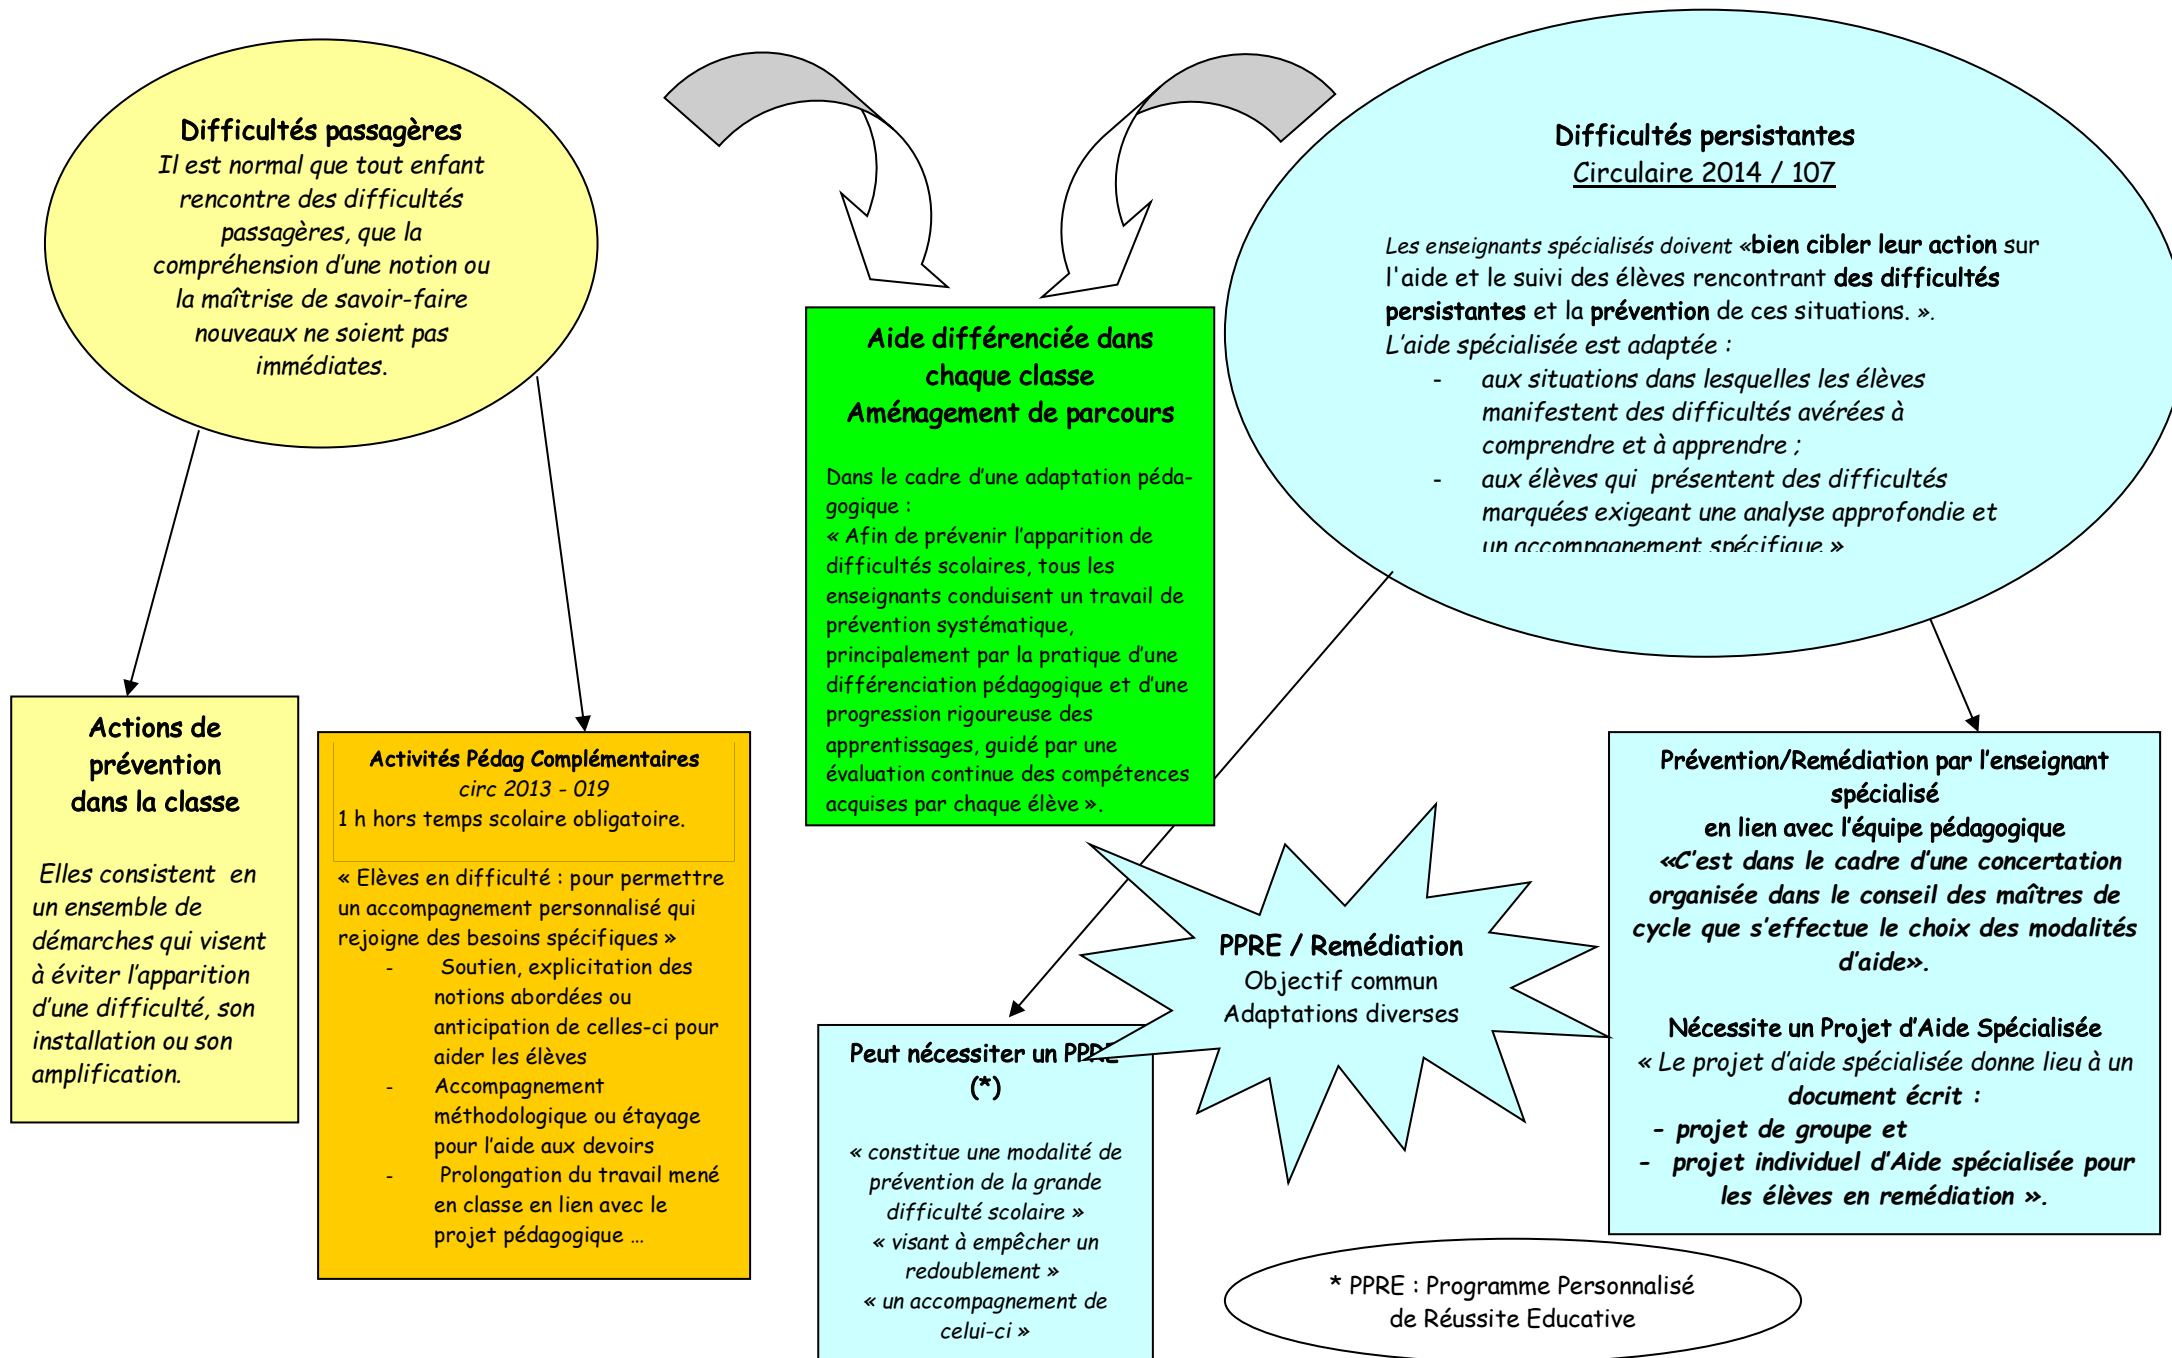 Difficultés passagères
Il est normal que tout enfant
rencontre des difficultés
passagères, que la
compréhension d'une notion ou
la maîtrise de savoir-faire
nouveaux ne soient pas
immédiates.
Difficultés persistantes
Circulaire 2014 / 107
Les enseignants spécialisés doivent «bien cibler leur action sur
l'aide et le suivi des élèves rencontrant des difficultés
persistantes et la prévention de ces situations. ».
L'aide spécialisée est adaptée :
- aux situations dans lesquelles les élèves
manifestent des difficultés avérées à
comprendre et à apprendre ;
- aux élèves qui présentent des difficultés
marquées exigeant une analyse approfondie et
un accompagnement spécifique »
Aide différenciée dans
chaque classe
Aménagement de parcours
Dans le cadre d'une adaptation péda-
gogique :
« Afin de prévenir l'apparition de
difficultés scolaires, tous les
enseignants conduisent un travail de
prévention systématique,
principalement par la pratique d'une
différenciation pédagogique et d'une
progression rigoureuse des
apprentissages, guidé par une
évaluation continue des compétences
acquises par chaque élève ».
Actions de
prévention
dans la classe
Elles consistent en
un ensemble de
démarches qui visent
à éviter l'apparition
d'une difficulté, son
installation ou son
amplification.
Activités Pédag Complémentaires
circ 2013 - 019
1 h hors temps scolaire obligatoire.
« Elèves en difficulté : pour permettre
un accompagnement personnalisé qui
rejoigne des besoins spécifiques »
- Soutien, explicitation des
notions abordées ou
anticipation de celles-ci pour
aider les élèves
- Accompagnement
méthodologique ou étayage
pour l'aide aux devoirs
- Prolongation du travail mené
en classe en lien avec le
projet pédagogique …
Peut nécessiter un PPRE
(*)
« constitue une modalité de
prévention de la grande
difficulté scolaire »
« visant à empêcher un
redoublement »
« un accompagnement de
celui-ci »
PPRE / Remédiation
Objectif commun
Adaptations diverses
Prévention/Remédiation par l'enseignant
spécialisé
en lien avec l'équipe pédagogique
«C'est dans le cadre d'une concertation
organisée dans le conseil des maîtres de
cycle que s'effectue le choix des modalités
d'aide».
Nécessite un Projet d'Aide Spécialisée
« Le projet d'aide spécialisée donne lieu à un
document écrit :
- projet de groupe et
- projet individuel d'Aide spécialisée pour
les élèves en remédiation ».
* PPRE : Programme Personnalisé
de Réussite Educative